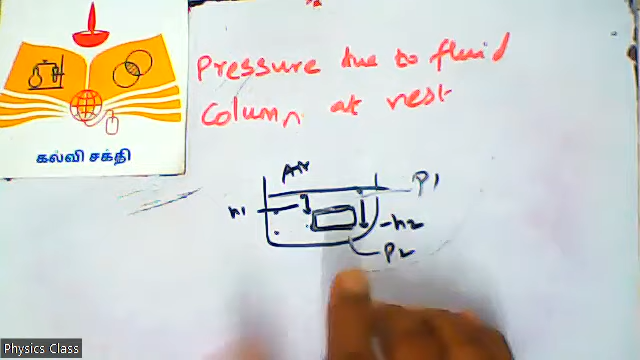 Pressure due to fluid
column at rest
கல்வி சக்தி
Air
P1
h1
h2
P2
Physics Class